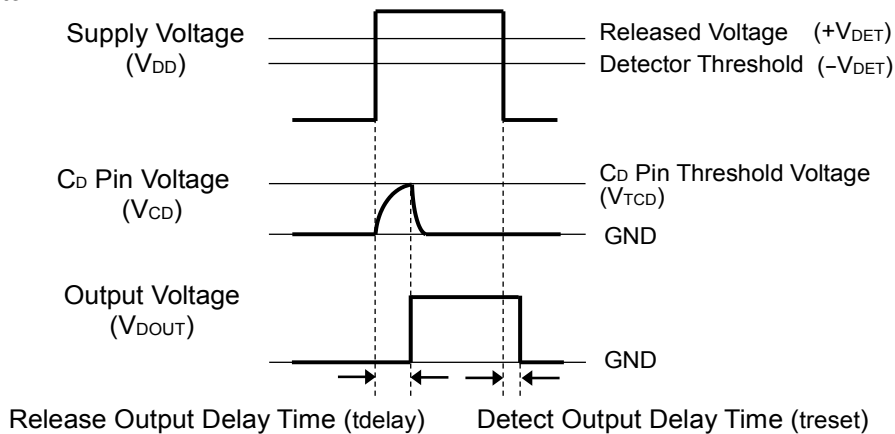 Supply Voltage
(VDD)
Released Voltage (+VDET)
Detector Threshold (−VDET)
CD Pin Voltage
(VCD)
CD Pin Threshold Voltage
(VTCD)
GND
Output Voltage
(VDOUT)
GND
Release Output Delay Time (tdelay) Detect Output Delay Time (treset)